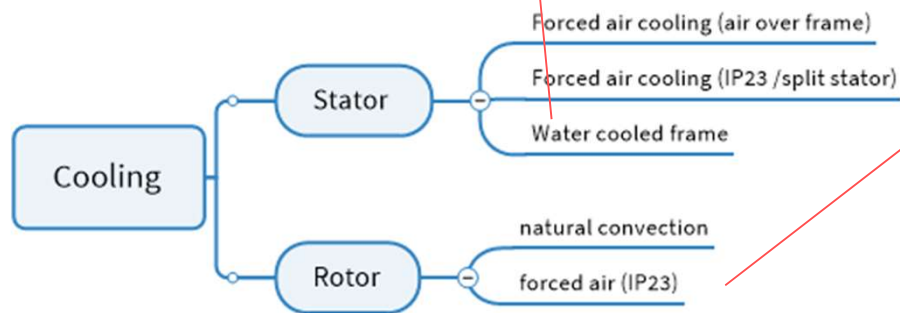 Forced air cooling (air over frame)
Forced air cooling (IP23 /split stator)
Stator
Water cooled frame
Cooling
natural convection
Rotor
forced air (IP23)